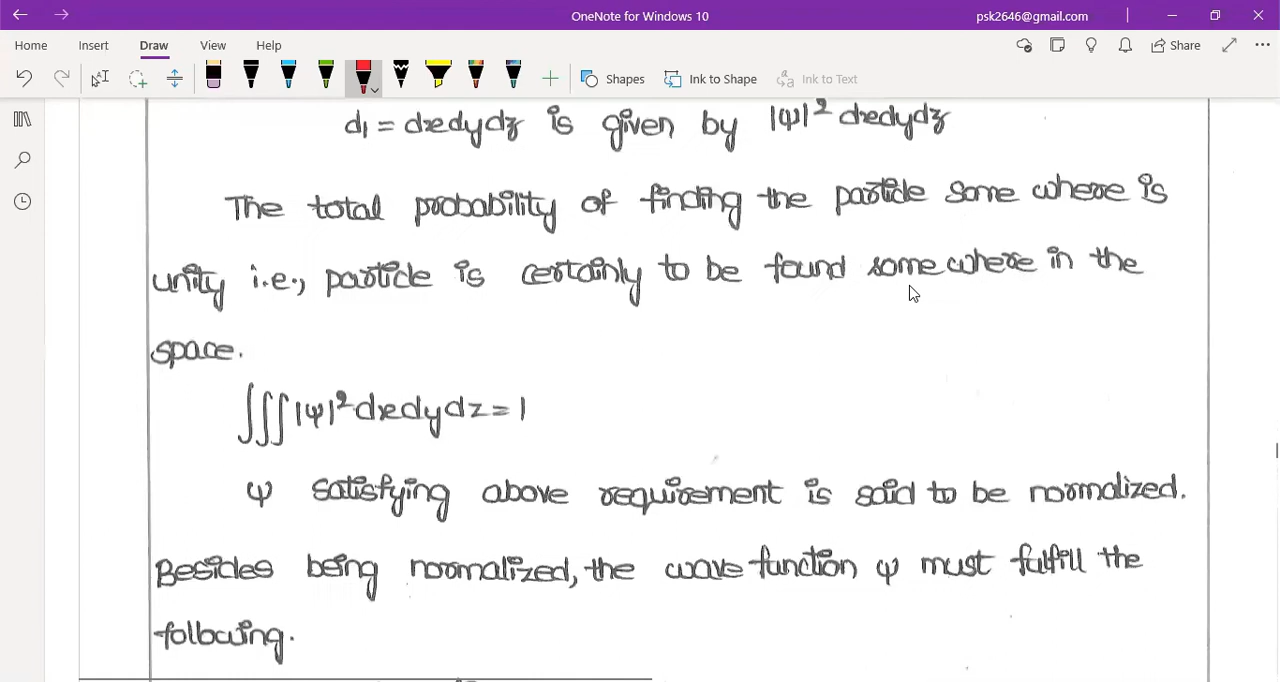 OneNote for Windows 10
psk2646@gmail.com
Home Insert Draw View Help
Share
Shapes Ink to Shape Ink to Text
d₁ = dxdydz is given by |ψ|² dxdydz
The total probability of finding the particle some where is
unity i.e., particle is certainly to be found somewhere in the
space.
∫∫∫|ψ|²dxdydz=1
ψ satisfying above requirement is said to be normalized.
Besides being normalized, the wave function ψ must fulfill the
following.